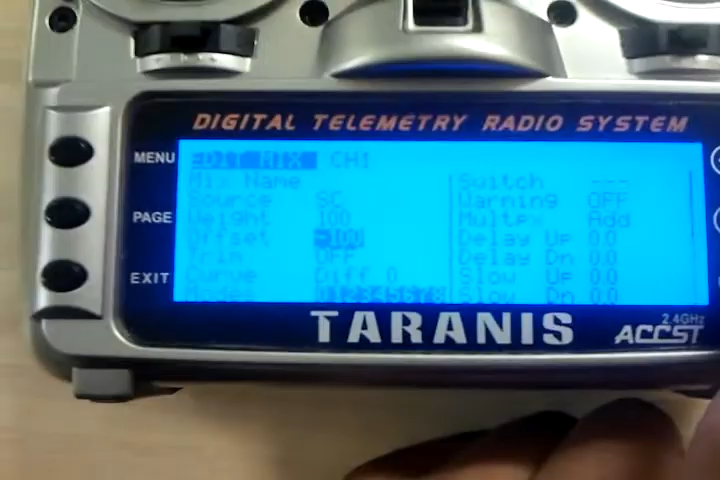 DIGITAL TELEMETRY RADIO SYSTEM
MENU
PAGE
EXIT
EDIT MIX CH1
Mix Name
Source SC
Weight 100
Offset -100
Trim OFF
Curve Diff 0
Modes 012345678
Switch ---
Warning OFF
Multpx Add
Delay Up 0.0
Delay Dn 0.0
Slow Up 0.0
Slow Dn 0.0
TARANIS
2.4GHz
ACCST